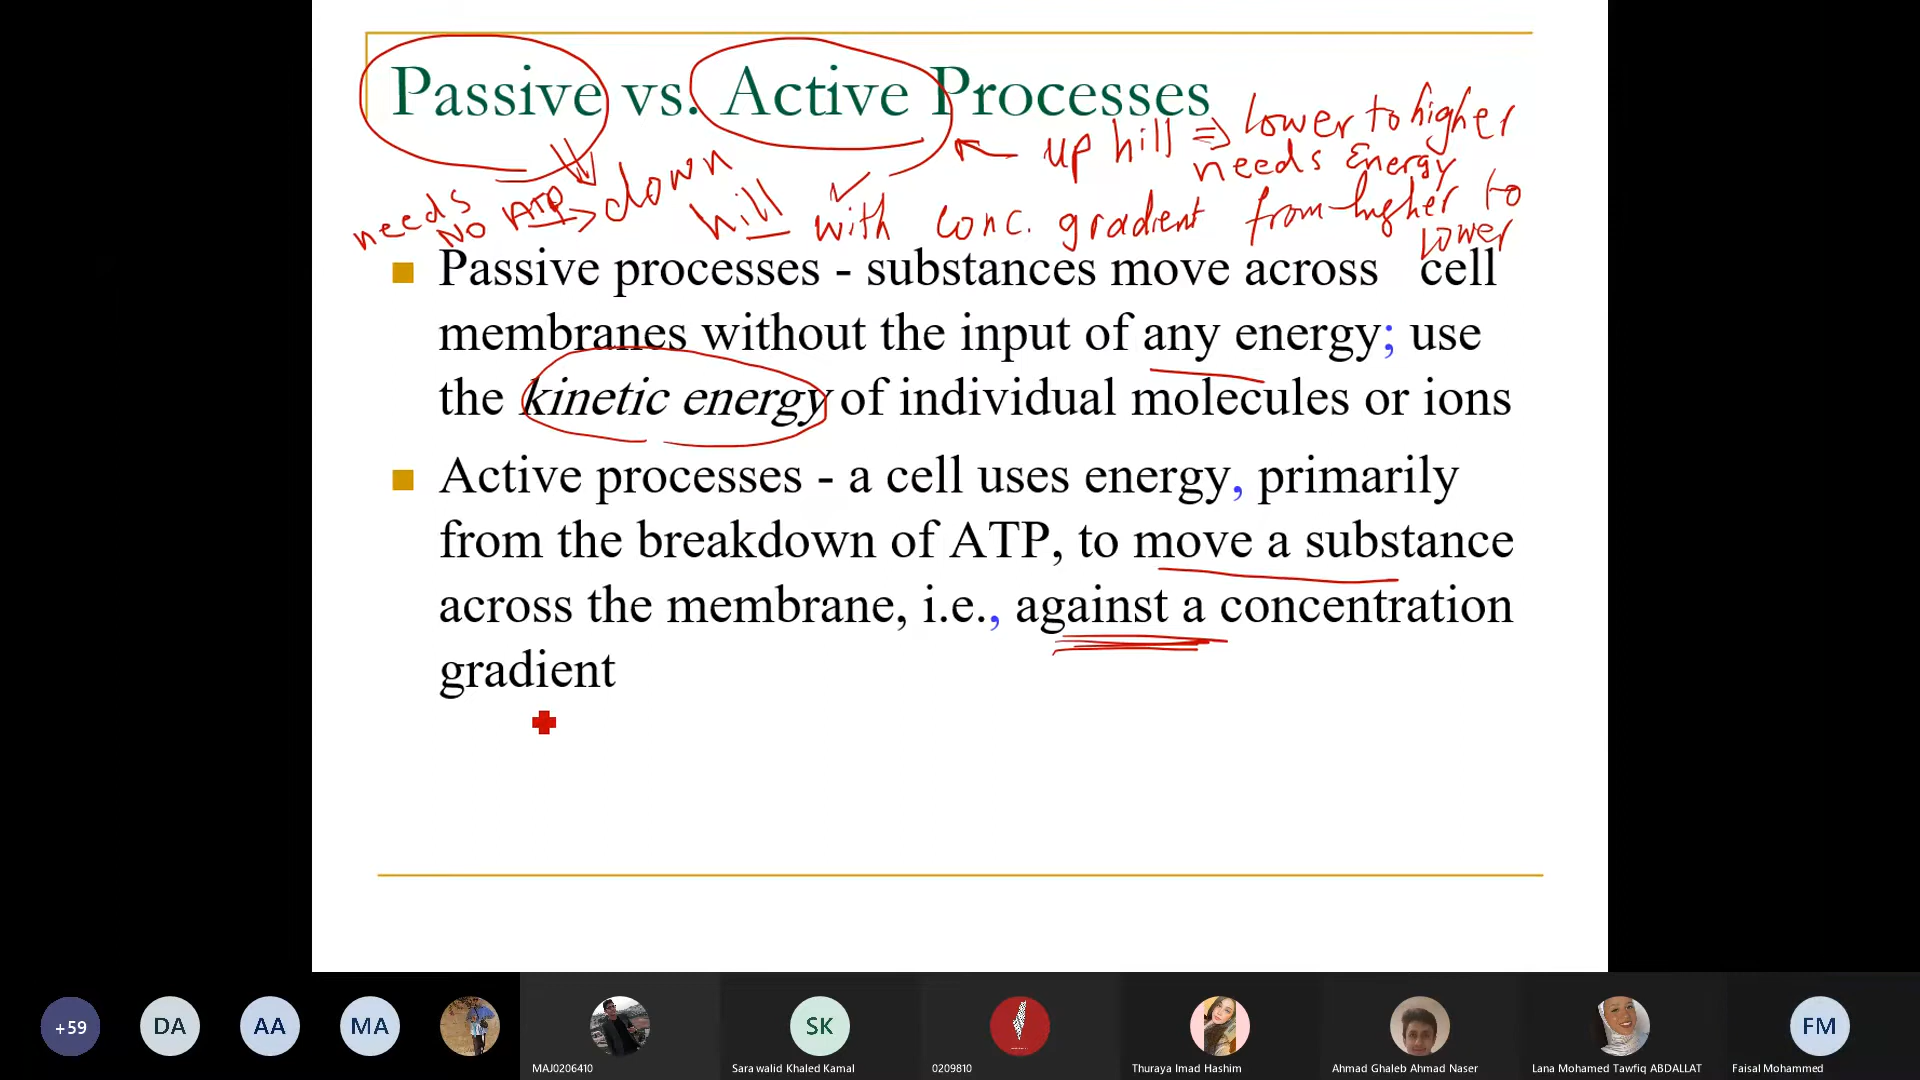 Passive vs. Active Processes
up hill ⇒ lower to higher
needs Energy
needs NO ATP → down hill ✓ with conc. gradient from higher to lower
Passive processes - substances move across cell
membranes without the input of any energy; use
the kinetic energy of individual molecules or ions
Active processes - a cell uses energy, primarily
from the breakdown of ATP, to move a substance
across the membrane, i.e., against a concentration
gradient
+59
DA
AA
MA
SK
FM
MAJ0206410
Sara walid Khaled Kamal
0209810
Thuraya Imad Hashim
Ahmad Ghaleb Ahmad Naser
Lana Mohamed Tawfiq ABDALLAT
Faisal Mohammed